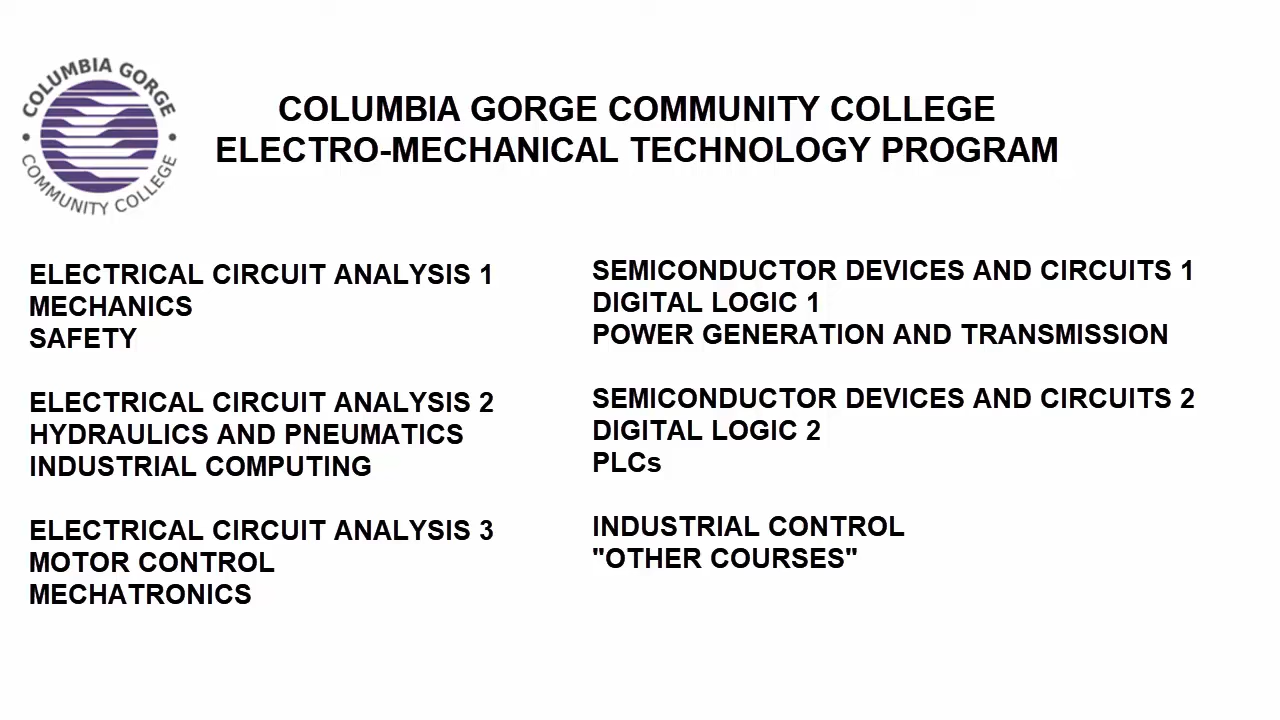 COLUMBIA GORGE
COMMUNITY COLLEGE
COLUMBIA GORGE COMMUNITY COLLEGE
ELECTRO-MECHANICAL TECHNOLOGY PROGRAM
ELECTRICAL CIRCUIT ANALYSIS 1
MECHANICS
SAFETY
ELECTRICAL CIRCUIT ANALYSIS 2
HYDRAULICS AND PNEUMATICS
INDUSTRIAL COMPUTING
ELECTRICAL CIRCUIT ANALYSIS 3
MOTOR CONTROL
MECHATRONICS
SEMICONDUCTOR DEVICES AND CIRCUITS 1
DIGITAL LOGIC 1
POWER GENERATION AND TRANSMISSION
SEMICONDUCTOR DEVICES AND CIRCUITS 2
DIGITAL LOGIC 2
PLCs
INDUSTRIAL CONTROL
"OTHER COURSES"